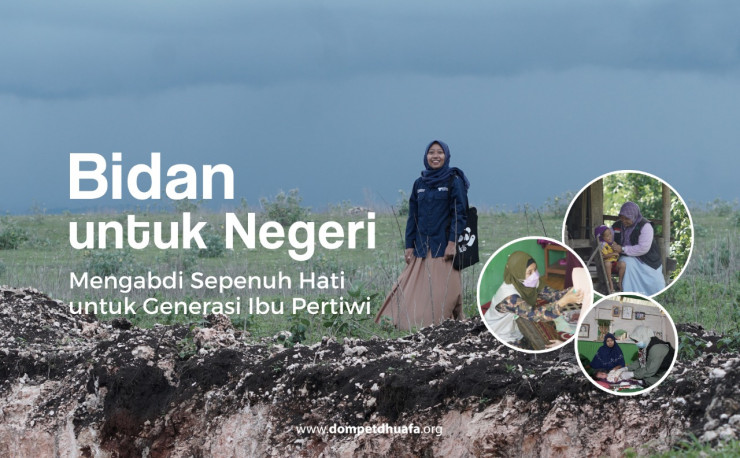 Bidan
untuk Negeri
Mengabdi Sepenuh Hati
untuk Generasi Ibu Pertiwi
www.dompetdhuafa.org